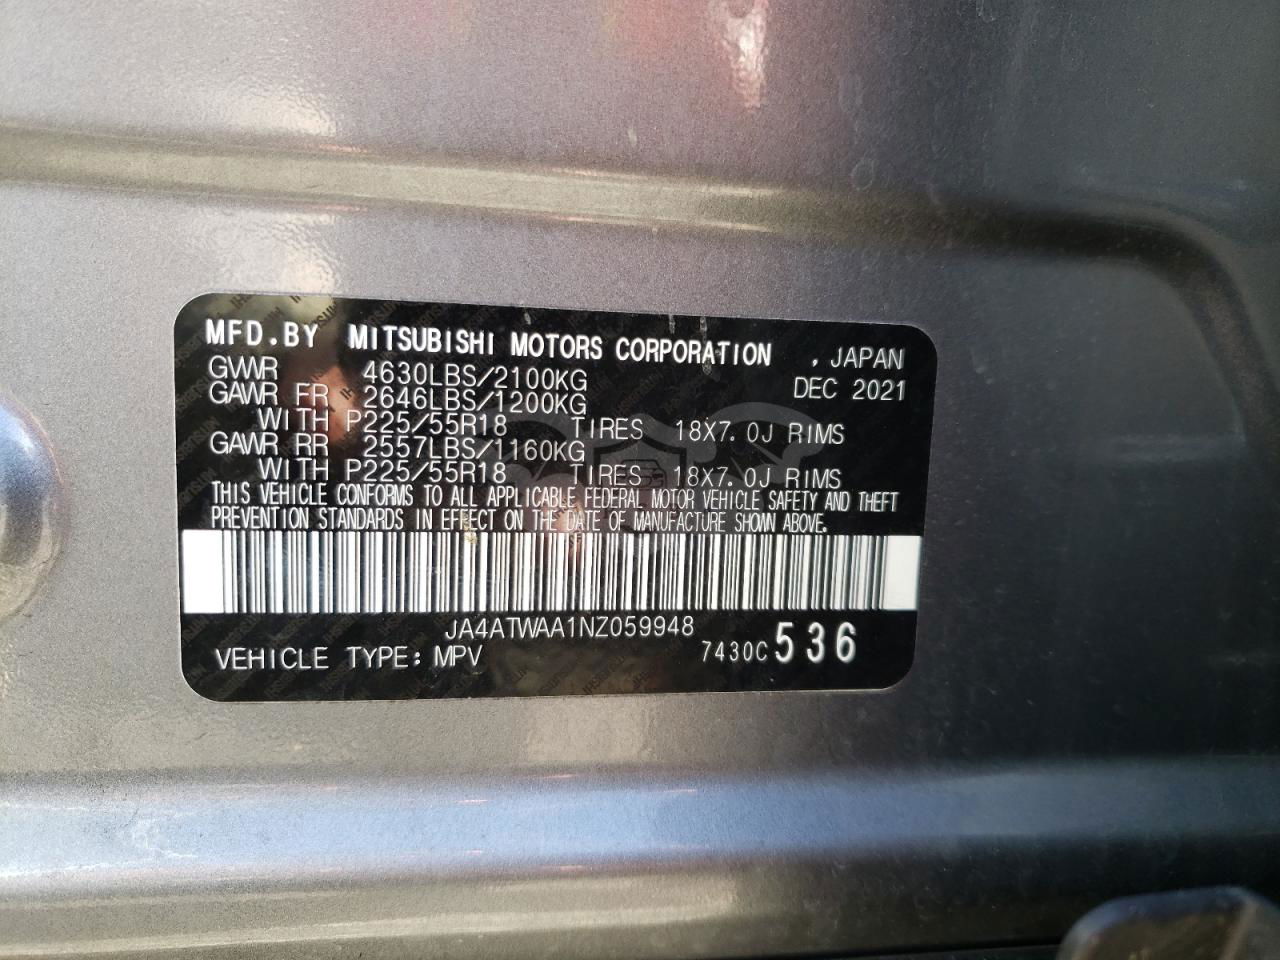 MFD.BY MITSUBISHI MOTORS CORPORATION , JAPAN
GVWR 4630LBS/2100KG DEC 2021
GAWR FR 2646LBS/1200KG
WITH P225/55R18 TIRES 18X7.0J RIMS
GAWR RR 2557LBS/1160KG
WITH P225/55R18 TIRES 18X7.0J RIMS
THIS VEHICLE CONFORMS TO ALL APPLICABLE FEDERAL MOTOR VEHICLE SAFETY AND THEFT
PREVENTION STANDARDS IN EFFECT ON THE DATE OF MANUFACTURE SHOWN ABOVE.
JA4ATWAA1NZ059948
VEHICLE TYPE: MPV 7430C 536